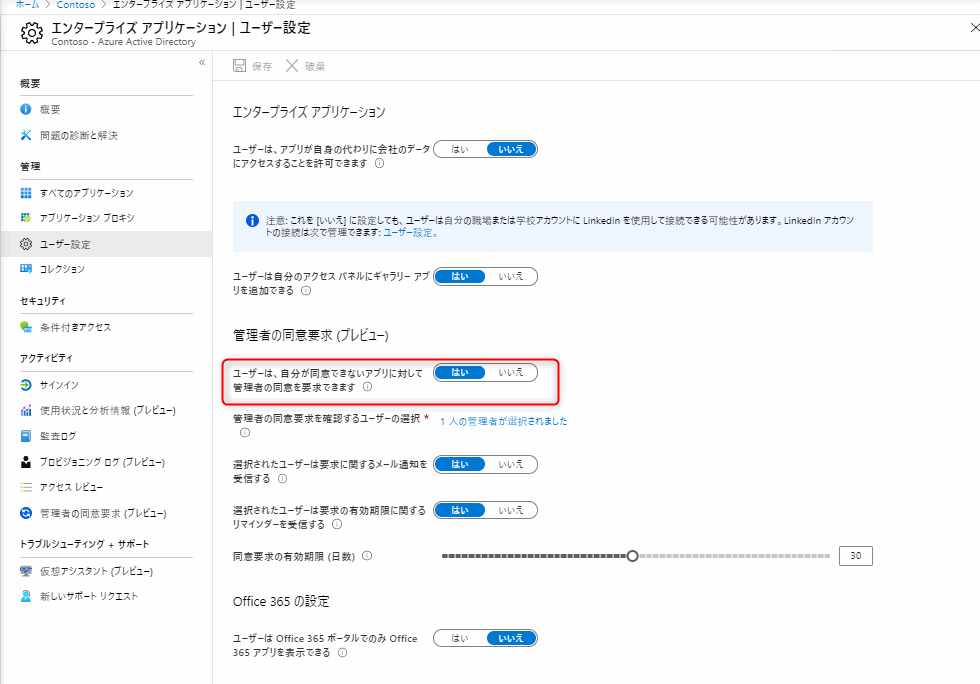 ホーム > Contoso > エンタープライズ アプリケーション | ユーザー設定
エンタープライズ アプリケーション | ユーザー設定
Contoso - Azure Active Directory
保存 破棄
概要
概要
問題の診断と解決
管理
すべてのアプリケーション
アプリケーション プロキシ
ユーザー設定
コレクション
セキュリティ
条件付きアクセス
アクティビティ
サインイン
使用状況と分析情報 (プレビュー)
監査ログ
プロビジョニング ログ (プレビュー)
アクセス レビュー
管理者の同意要求 (プレビュー)
トラブルシューティング + サポート
仮想アシスタント (プレビュー)
新しいサポート リクエスト
エンタープライズ アプリケーション
ユーザーは、アプリが自身の代わりに会社のデータ
にアクセスすることを許可できます
はい いいえ
注意: これを [いいえ] に設定しても、ユーザーは自分の職場または学校アカウントに LinkedIn を使用して接続できる可能性があります。LinkedIn アカウン
トの接続は次で管理できます: ユーザー設定。
ユーザーは自分のアクセス パネルにギャラリー アプ
リを追加できる
はい いいえ
管理者の同意要求 (プレビュー)
ユーザーは、自分が同意できないアプリに対して
管理者の同意を要求できます
はい いいえ
管理者の同意要求を確認するユーザーの選択 *
1 人の管理者が選択されました
選択されたユーザーは要求に関するメール通知を
受信する
はい いいえ
選択されたユーザーは要求の有効期限に関する
リマインダーを受信する
はい いいえ
同意要求の有効期限 (日数)
30
Office 365 の設定
ユーザーは Office 365 ポータルでのみ Office
365 アプリを表示できる
はい いいえ